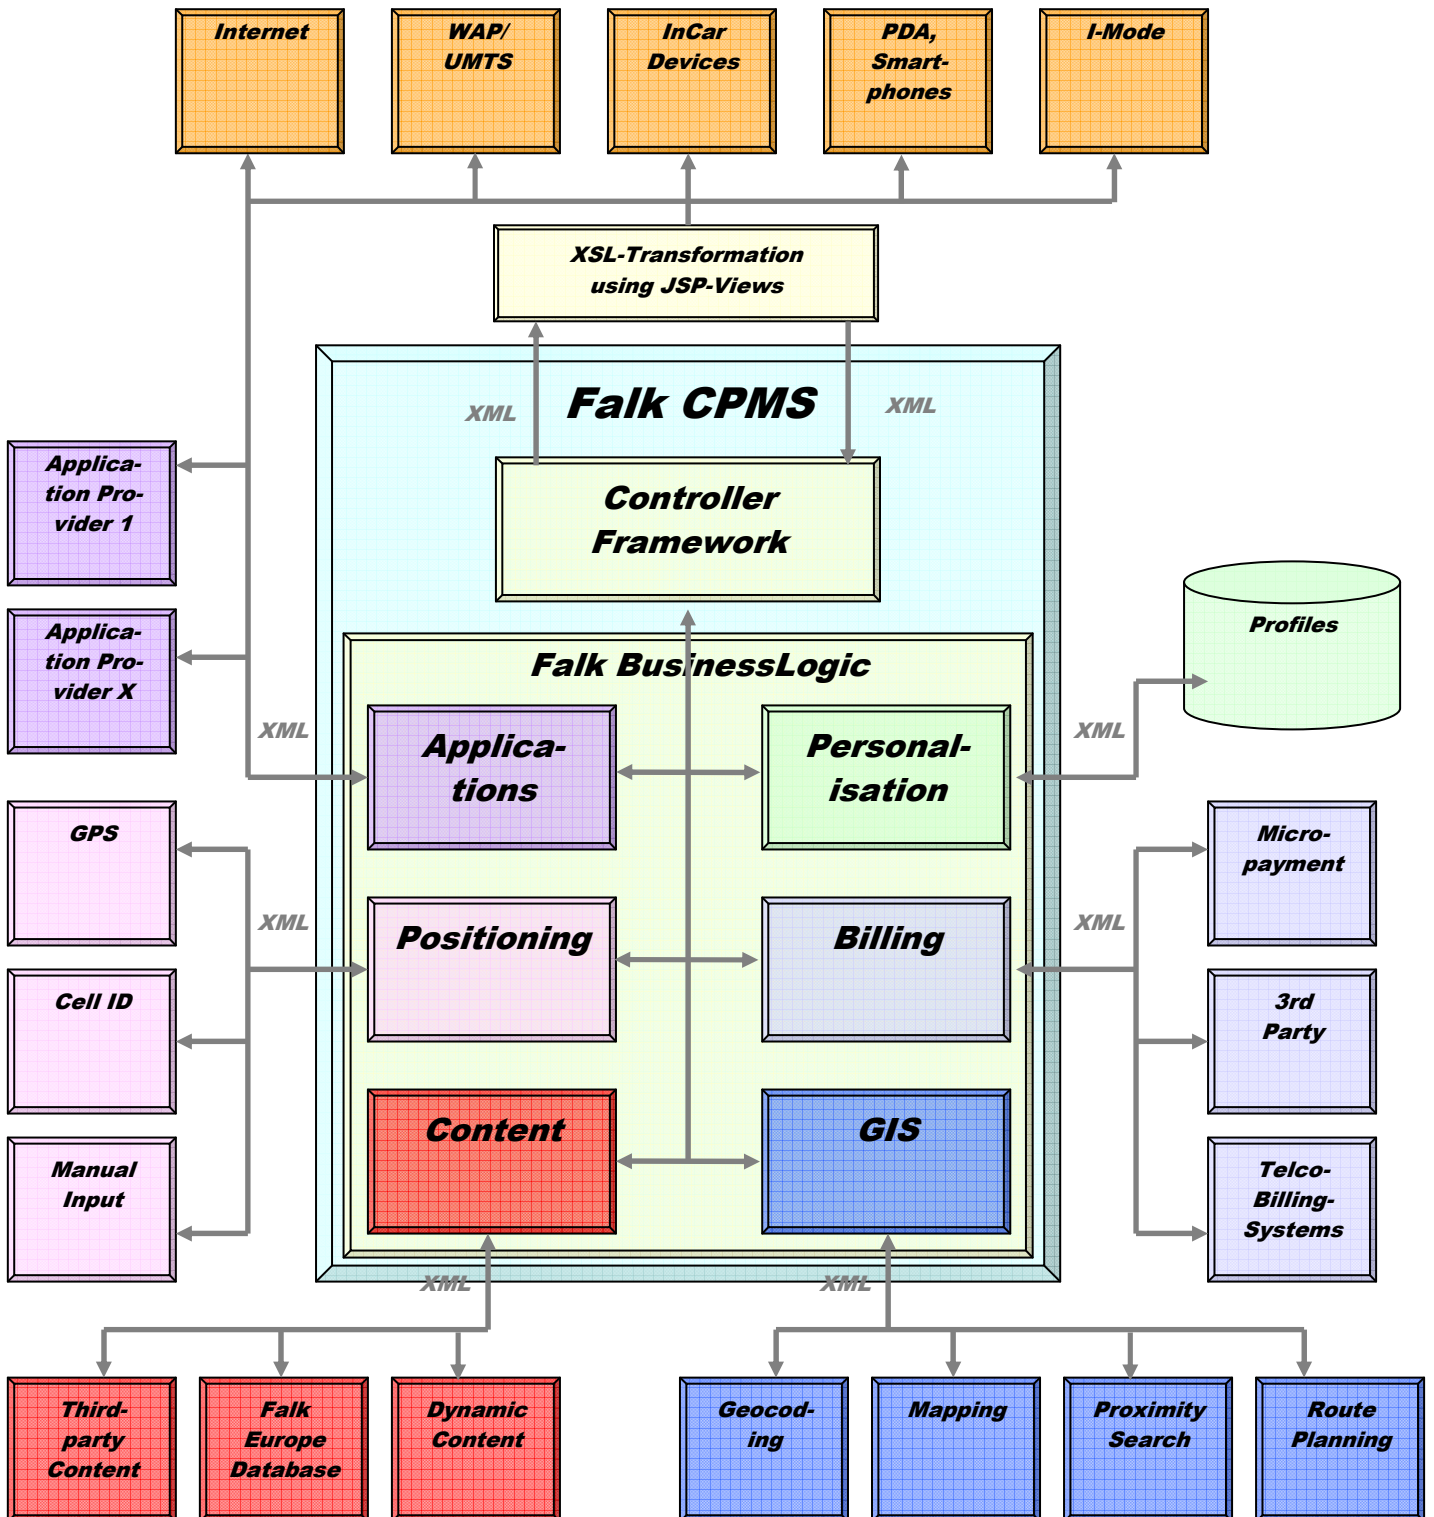 Internet
WAP/
UMTS
InCar
Devices
PDA,
Smart-
phones
I-Mode
XSL-Transformation
using JSP-Views
Falk CPMS
XML
XML
Controller
Framework
Applica-
tion Pro-
vider 1
Applica-
tion Pro-
vider X
Profiles
Falk BusinessLogic
XML
Applica-
tions
Personal-
isation
XML
GPS
Micro-
payment
XML
Positioning
Billing
XML
Cell ID
3rd
Party
Manual
Input
Content
GIS
Telco-
Billing-
Systems
XML
XML
Third-
party
Content
Falk
Europe
Database
Dynamic
Content
Geocod-
ing
Mapping
Proximity
Search
Route
Planning